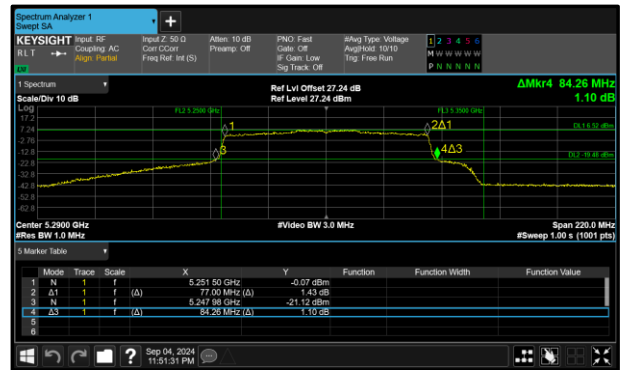 Spectrum Analyzer 1
Swept SA
KEYSIGHT Input: RF Input Z: 50 Ω Atten: 10 dB PNO: Fast #Avg Type: Voltage 1 2 3 4 5 6
RLT Coupling: AC Corr CCorr Preamp: Off Gate: Off Avg|Hold: 10/10 M W W W W W
Align: Partial Freq Ref: Int (S) IF Gain: Low Trig: Free Run
Sig Track: Off P N N N N N
1 Spectrum Ref Lvl Offset 27.24 dB ΔMkr4 84.26 MHz
Scale/Div 10 dB Ref Level 27.24 dBm 1.10 dB
Log
17.2 FL2 5.2500 GHz FL3 5.3500 GHz
7.24 1 2Δ1 DL1 6.52 dBm
-2.76
-12.8 3 4Δ3 DL2 -19.48 dBm
-22.8
-32.8
-42.8
-52.8
-62.8
Center 5.2900 GHz #Video BW 3.0 MHz Span 220.0 MHz
#Res BW 1.0 MHz #Sweep 1.00 s (1001 pts)
5 Marker Table
Mode Trace Scale X Y Function Function Width Function Value
1 N 1 f 5.251 50 GHz -0.07 dBm
2 Δ1 1 f (Δ) 77.00 MHz (Δ) 1.43 dB
3 N 1 f 5.247 98 GHz -21.12 dBm
4 Δ3 1 f (Δ) 84.26 MHz (Δ) 1.10 dB
5
6
Sep 04, 2024
11:51:31 PM